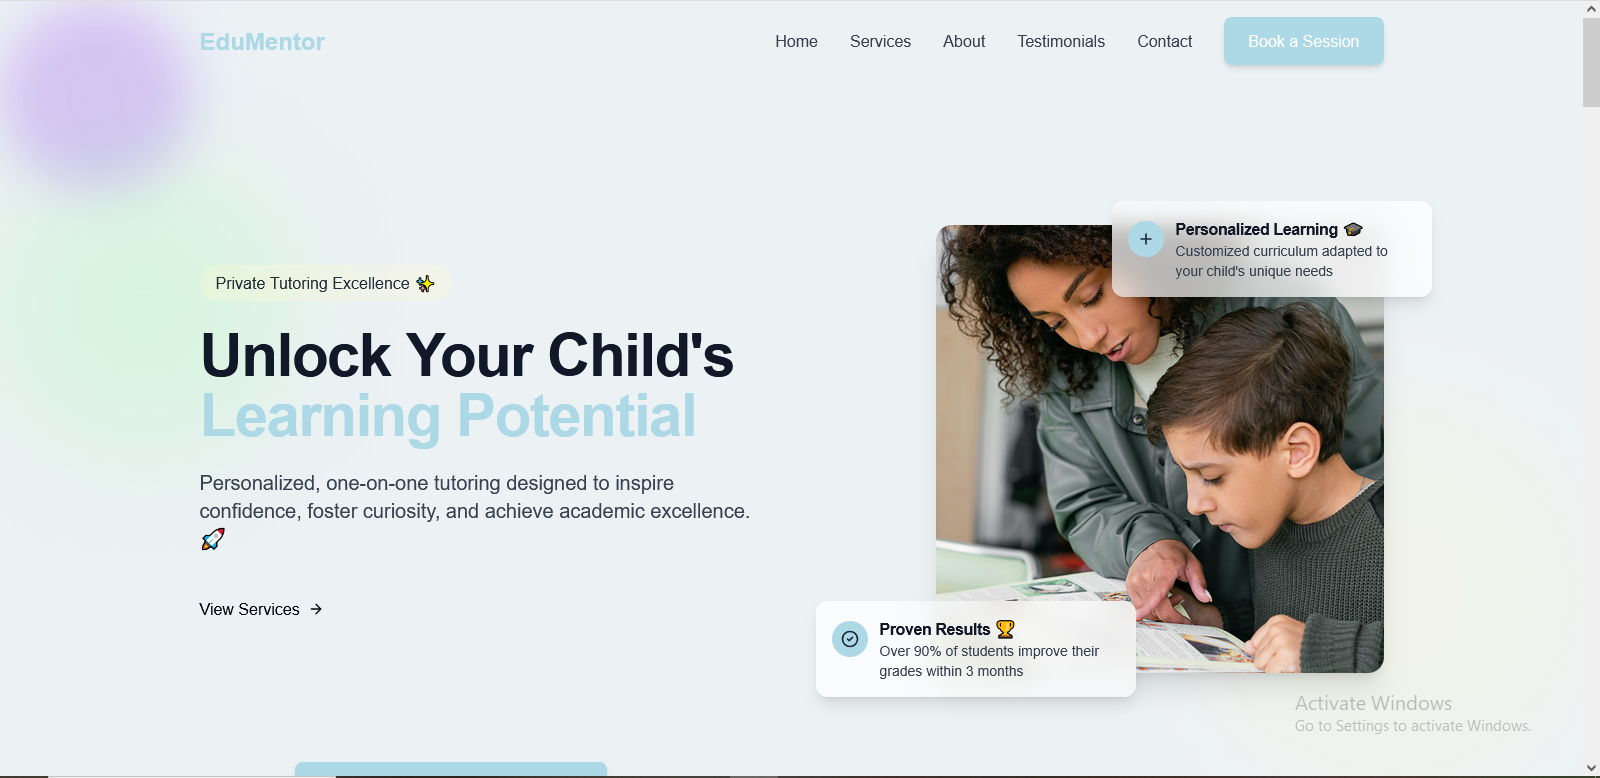 EduMentor
Home
Services
About
Testimonials
Contact
Book a Session
Private Tutoring Excellence ✨
Unlock Your Child's
Learning Potential
Personalized, one-on-one tutoring designed to inspire
confidence, foster curiosity, and achieve academic excellence.
🚀
View Services →
Personalized Learning 🎓
Customized curriculum adapted to
your child's unique needs
Proven Results 🏆
Over 90% of students improve their
grades within 3 months
Activate Windows
Go to Settings to activate Windows.